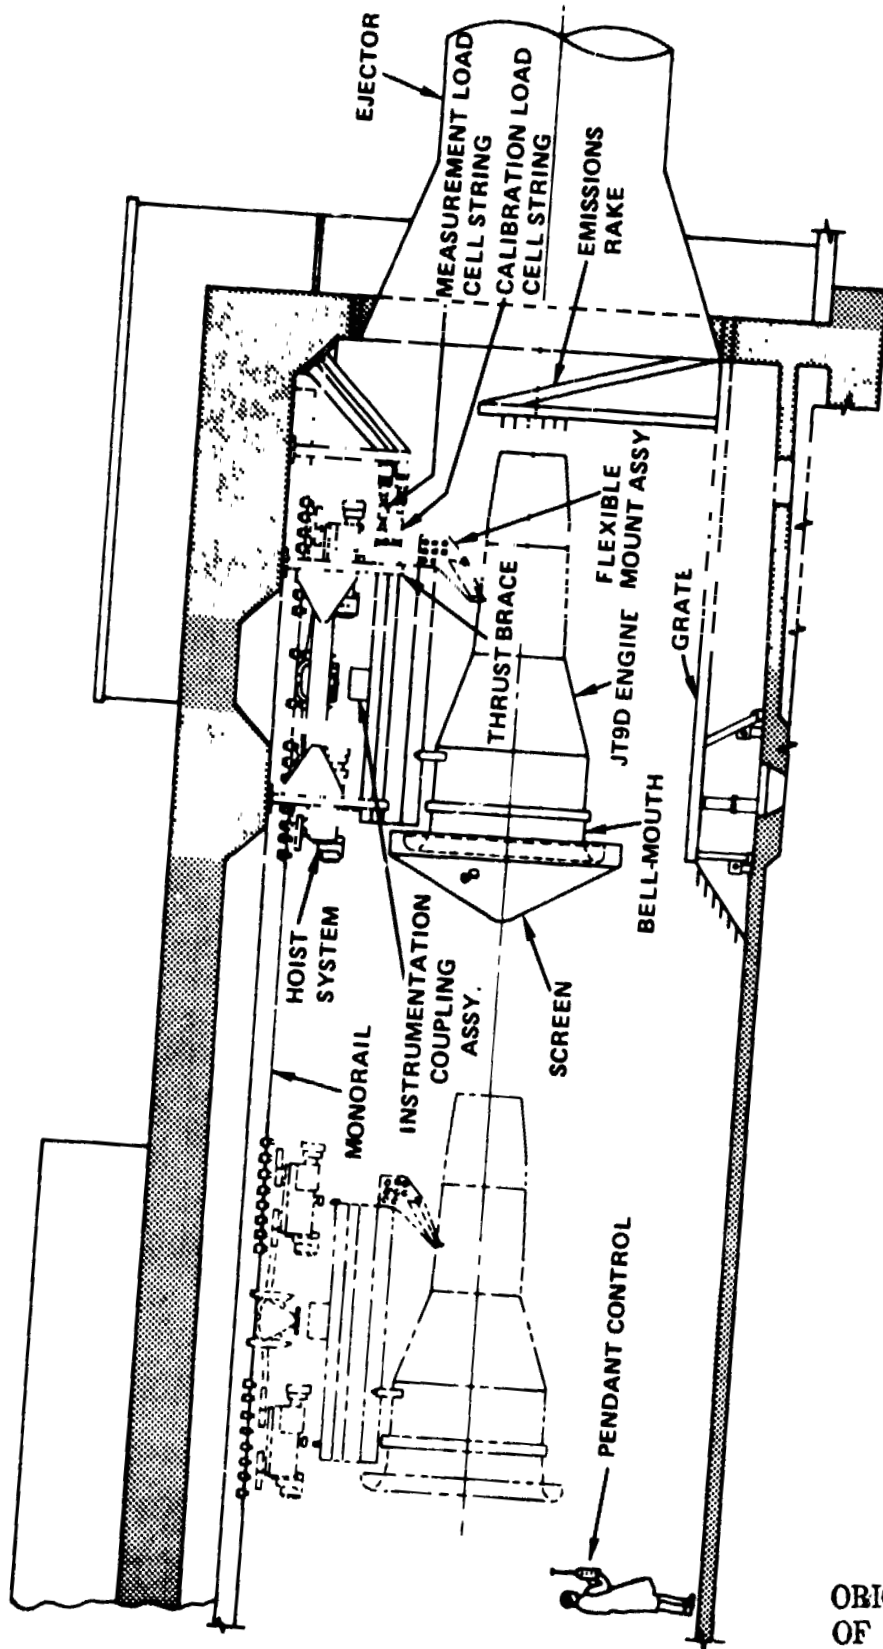 EJECTOR
MEASUREMENT LOAD
CELL STRING
CALIBRATION LOAD
CELL STRING
EMISSIONS
RAKE
FLEXIBLE
MOUNT ASSY
THRUST BRACE
JT9D ENGINE
GRATE
BELL-MOUTH
SCREEN
HOIST
SYSTEM
INSTRUMENTATION
COUPLING
ASSY.
MONORAIL
PENDANT CONTROL
OF